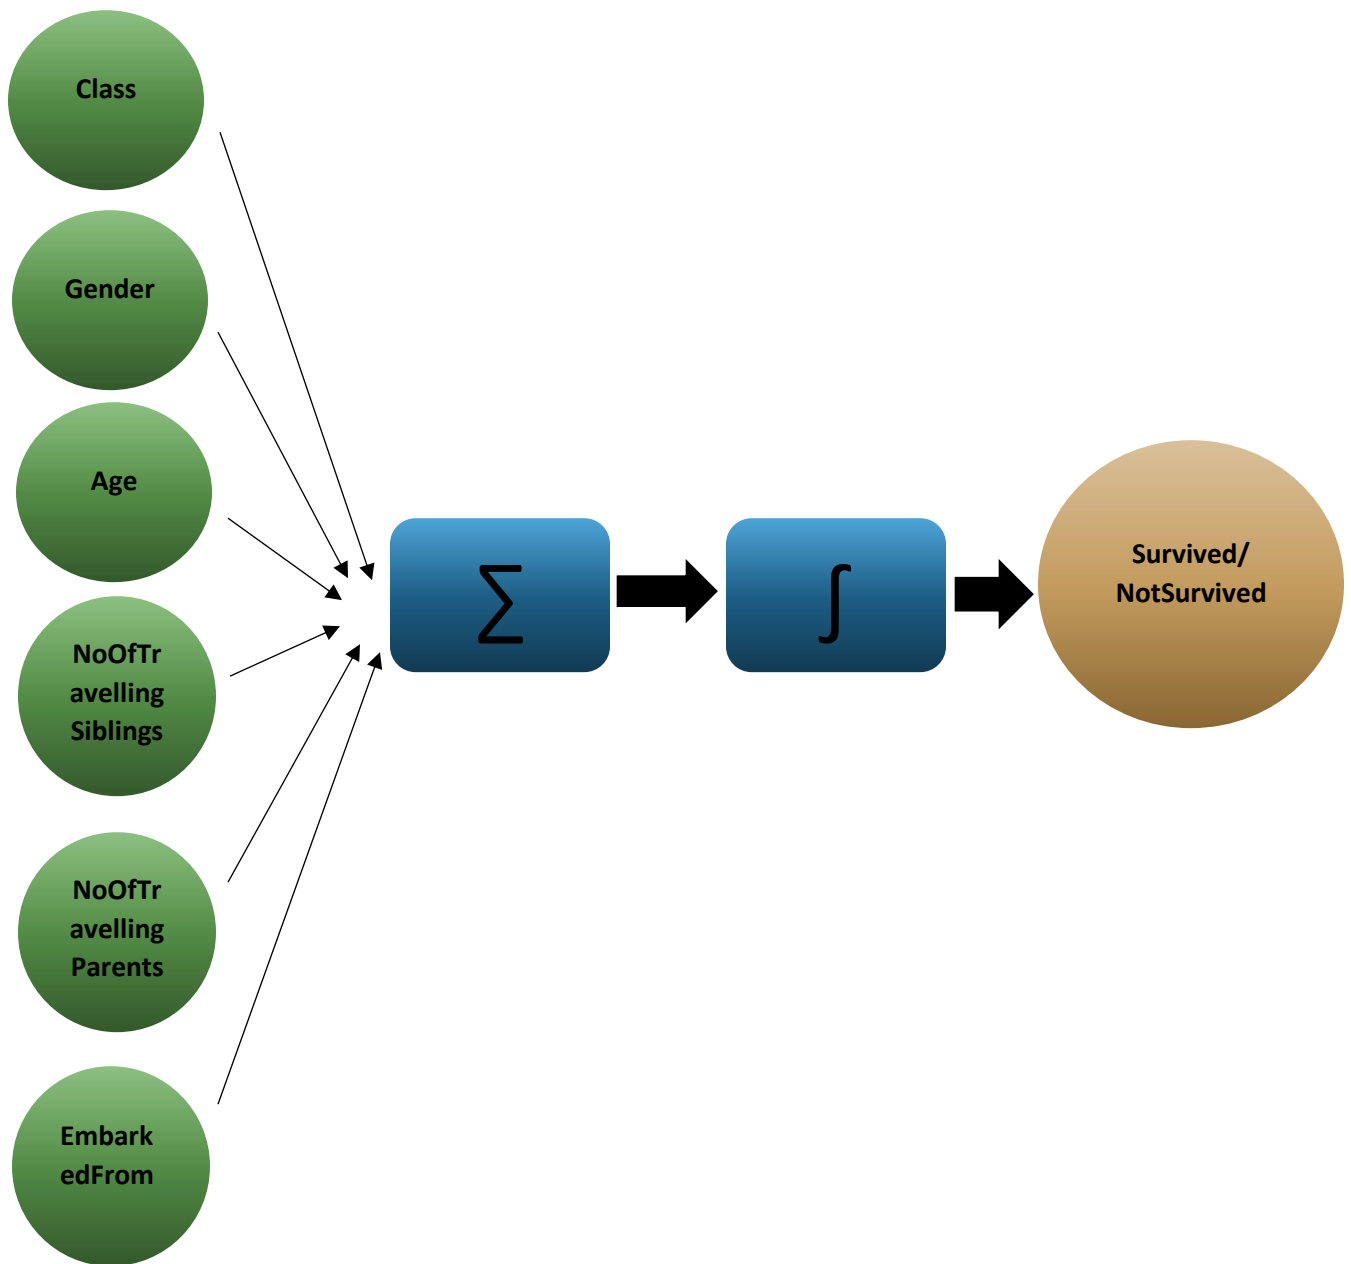 Class
Gender
Age
NoOfTr
avelling
Siblings
NoOfTr
avelling
Parents
Embark
edFrom
∑
∫
Survived/
NotSurvived